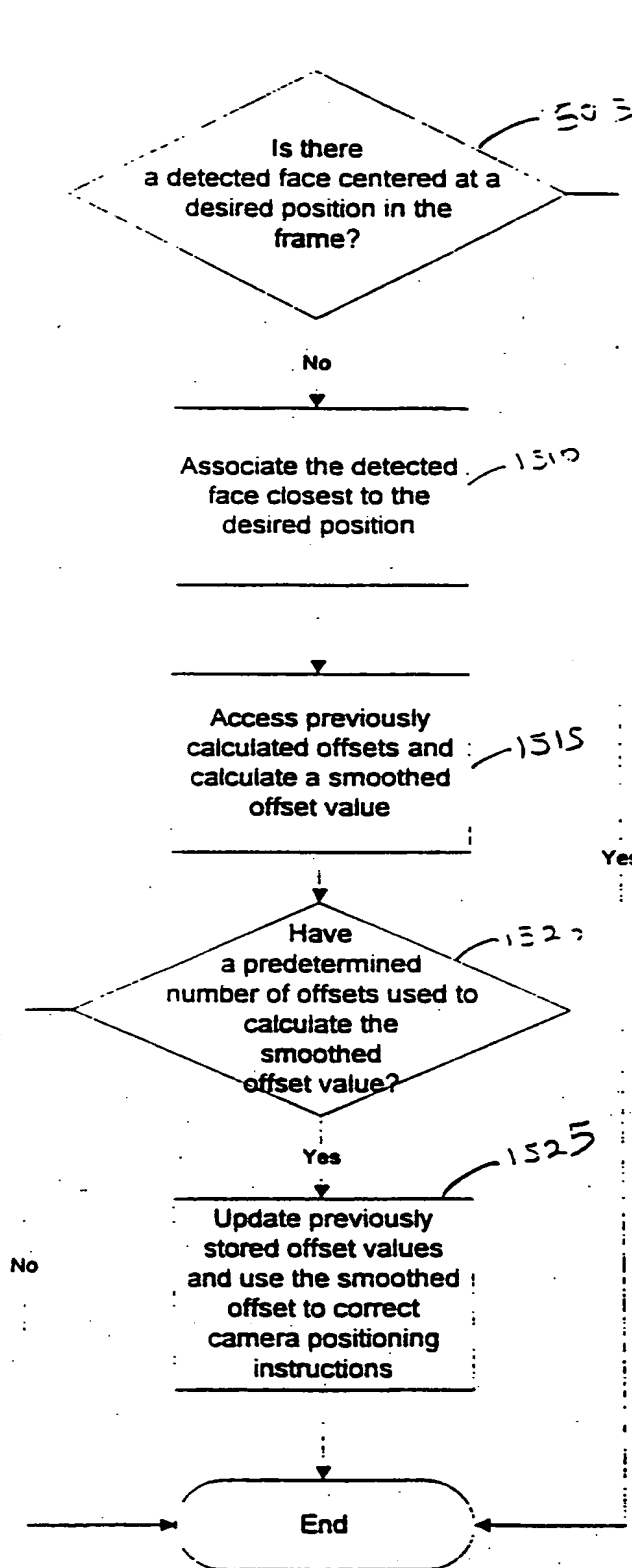 Is there
a detected face centered at a
desired position in the
frame?
No
Associate the detected
face closest to the
desired position
1510
Access previously
calculated offsets and
calculate a smoothed
offset value
1515
Yes
Have
a predetermined
number of offsets used to
calculate the
smoothed
offset value?
1520
Yes
1525
Update previously
stored offset values
and use the smoothed
offset to correct
camera positioning
instructions
No
End